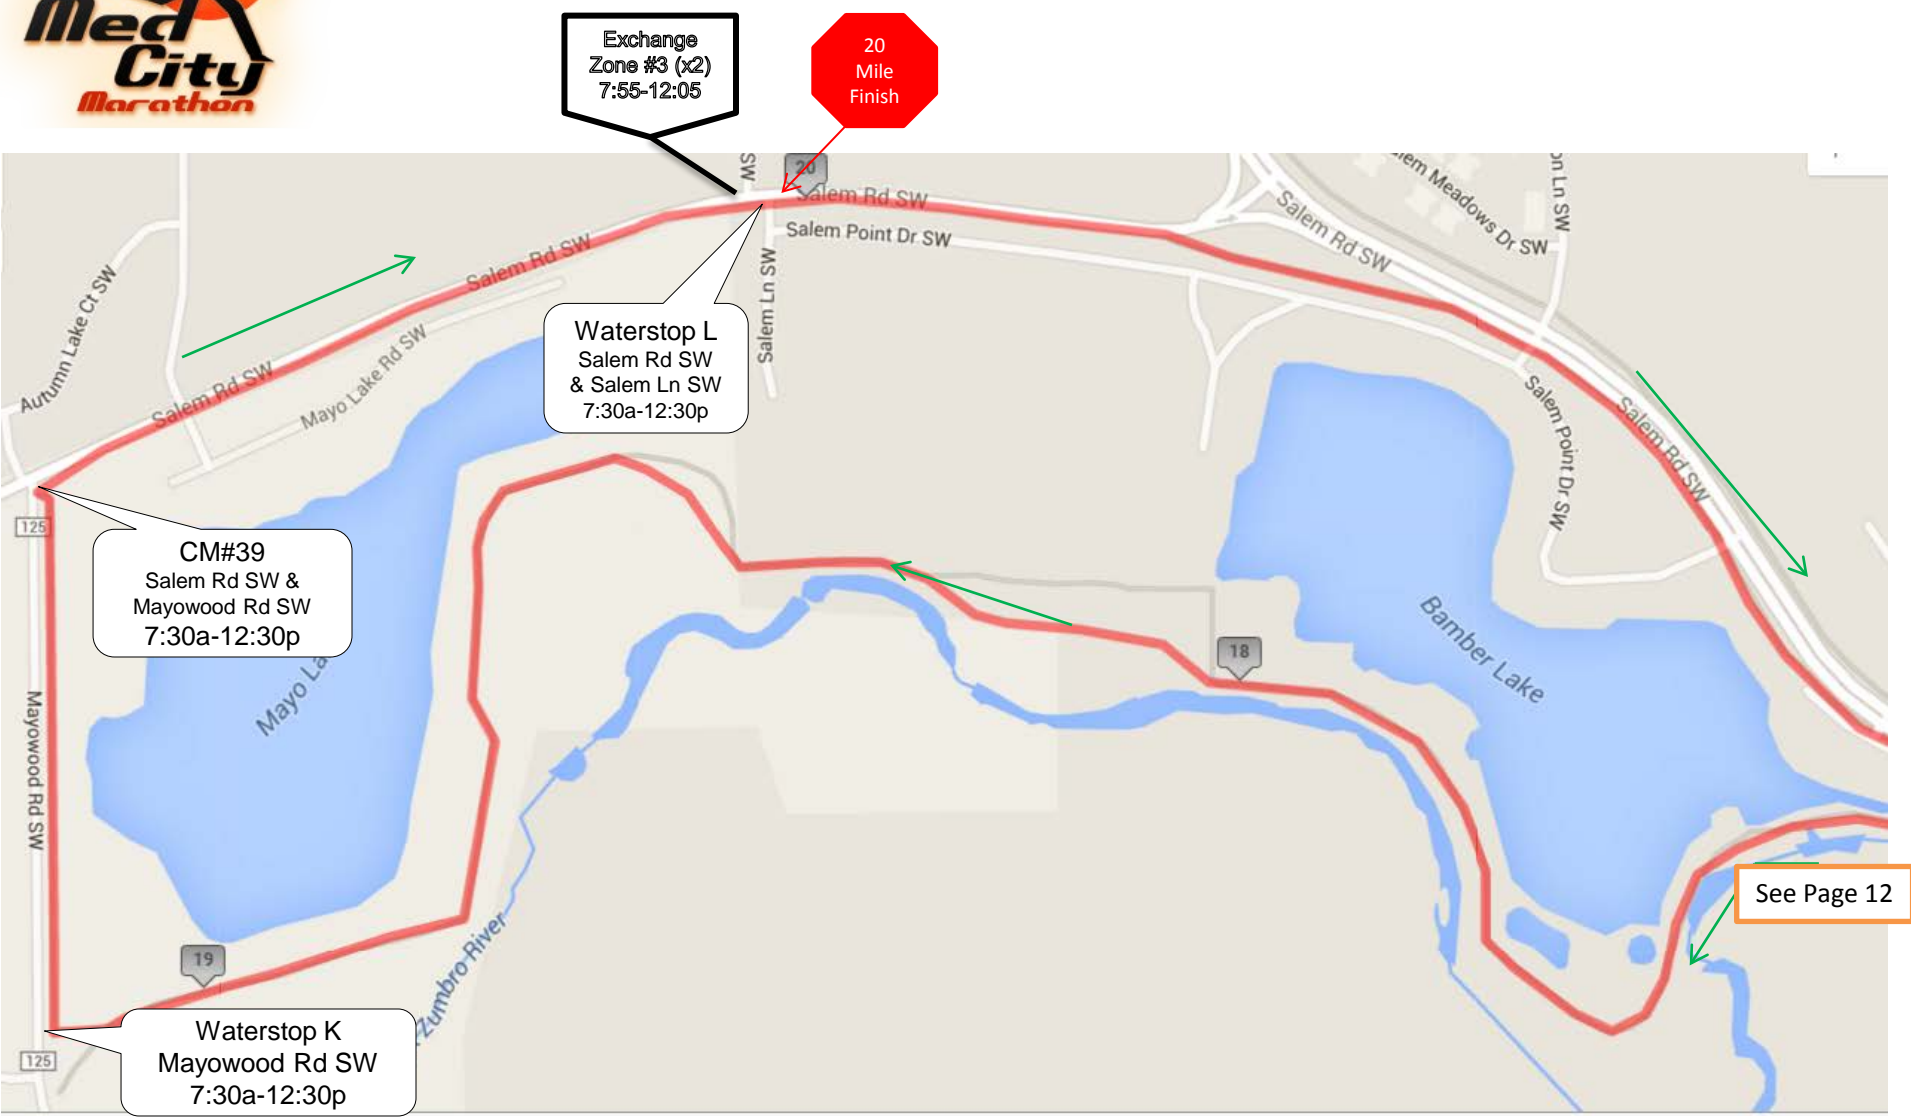 Med
City
Marathon
Exchange
Zone #3 (x2)
7:55-12:05
20
Mile
Finish
SW
20
Salem Rd SW
Salem Point Dr SW
Salem Rd SW
Salem Meadows Dr SW
on Ln SW
Autumn Lake Ct SW
Salem Rd SW
Salem Rd SW
Mayo Lake Rd SW
Salem Ln SW
Waterstop L
Salem Rd SW
& Salem Ln SW
7:30a-12:30p
Salem Point Dr SW
Salem Rd SW
125
CM#39
Salem Rd SW &
Mayowood Rd SW
7:30a-12:30p
Mayo La
Bamber Lake
18
Mayowood Rd SW
See Page 12
19
Zumbro River
Waterstop K
Mayowood Rd SW
7:30a-12:30p
125